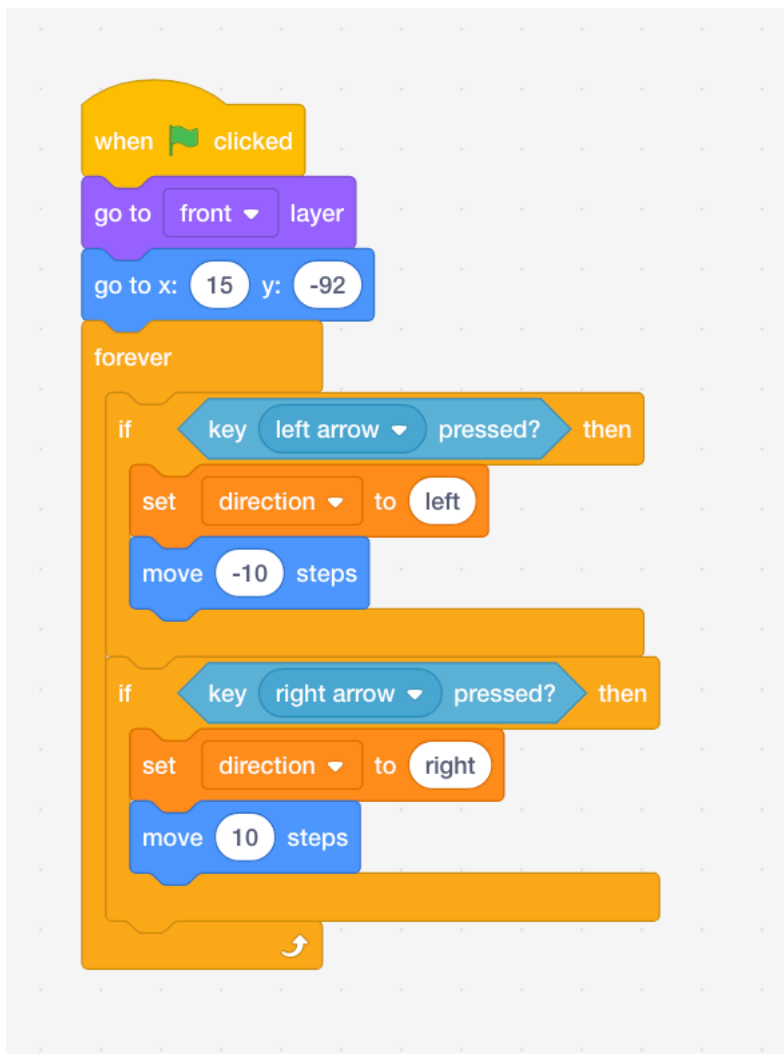 when clicked
go to front layer
go to x: 15 y: -92
forever
if key left arrow pressed? then
set direction to left
move -10 steps
if key right arrow pressed? then
set direction to right
move 10 steps